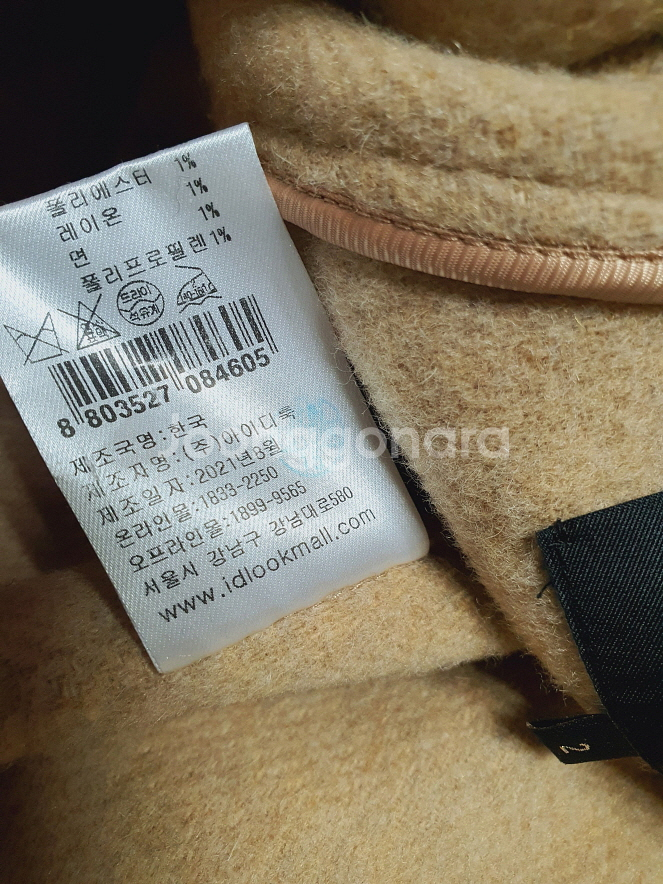 1%
폴리에스터 1%
레이온 1%
면
폴리프로필렌 1%
드라이
석유계
8 803527 084605
제조국명:한국
제조자명:(주)아이디룩
제조일자:2021년8월
온라인몰:1833-2250
오프라인몰:1899-9565
서울시 강남구 강남대로580
www.idlookmall.com
joonggonara
2